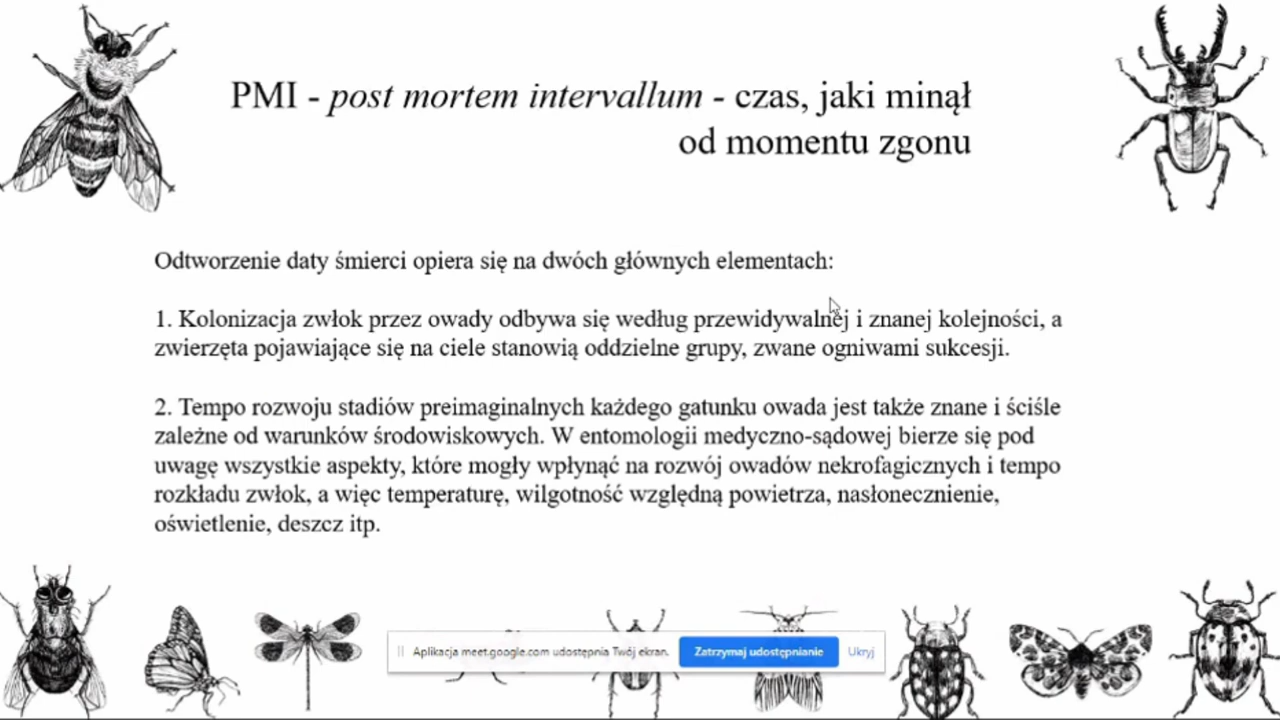 PMI - post mortem intervallum - czas, jaki minął
od momentu zgonu
Odtworzenie daty śmierci opiera się na dwóch głównych elementach:
1. Kolonizacja zwłok przez owady odbywa się według przewidywalnej i znanej kolejności, a
zwierzęta pojawiające się na ciele stanowią oddzielne grupy, zwane ogniwami sukcesji.
2. Tempo rozwoju stadiów preimaginalnych każdego gatunku owada jest także znane i ściśle
zależne od warunków środowiskowych. W entomologii medyczno-sądowej bierze się pod
uwagę wszystkie aspekty, które mogły wpłynąć na rozwój owadów nekrofagicznych i tempo
rozkładu zwłok, a więc temperaturę, wilgotność względną powietrza, nasłonecznienie,
oświetlenie, deszcz itp.
Aplikacja meet.google.com udostępnia Twój ekran. Zatrzymaj udostępnianie Ukryj